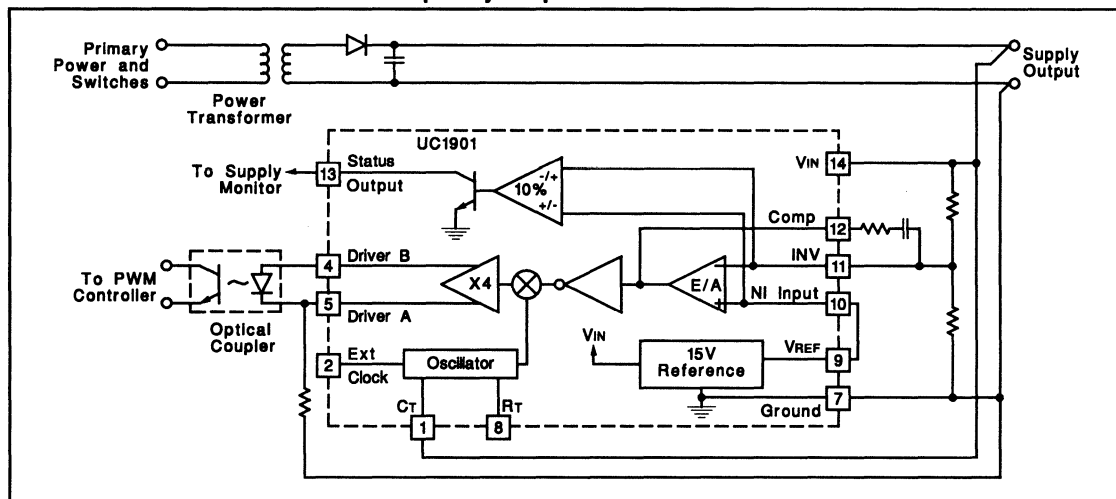 Primary
Power and
Switches
Power
Transformer
Supply
Output
UC1901
To Supply
Monitor
13
Status
Output
10%
-/+
+/-
VIN
14
Comp
12
INV
11
NI Input
10
VREF
9
Ground
7
To PWM
Controller
Optical
Coupler
4
Driver B
5
Driver A
X4
E/A
VIN
15V
Reference
2
Ext
Clock
Oscillator
CT
1
RT
8